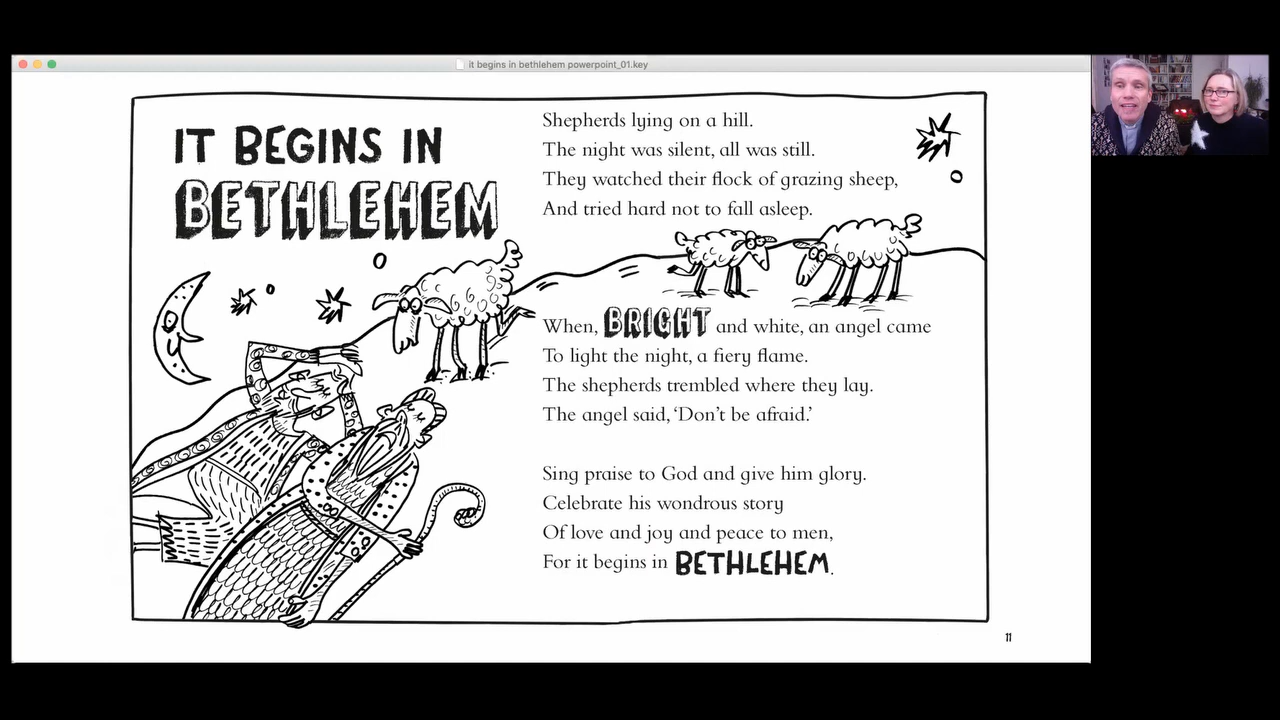 it begins in bethlehem powerpoint_01.key
IT BEGINS IN
BETHLEHEM
Shepherds lying on a hill.
The night was silent, all was still.
They watched their flock of grazing sheep,
And tried hard not to fall asleep.
When, BRIGHT and white, an angel came
To light the night, a fiery flame.
The shepherds trembled where they lay.
The angel said, ‘Don’t be afraid.’
Sing praise to God and give him glory.
Celebrate his wondrous story
Of love and joy and peace to men,
For it begins in BETHLEHEM.
11